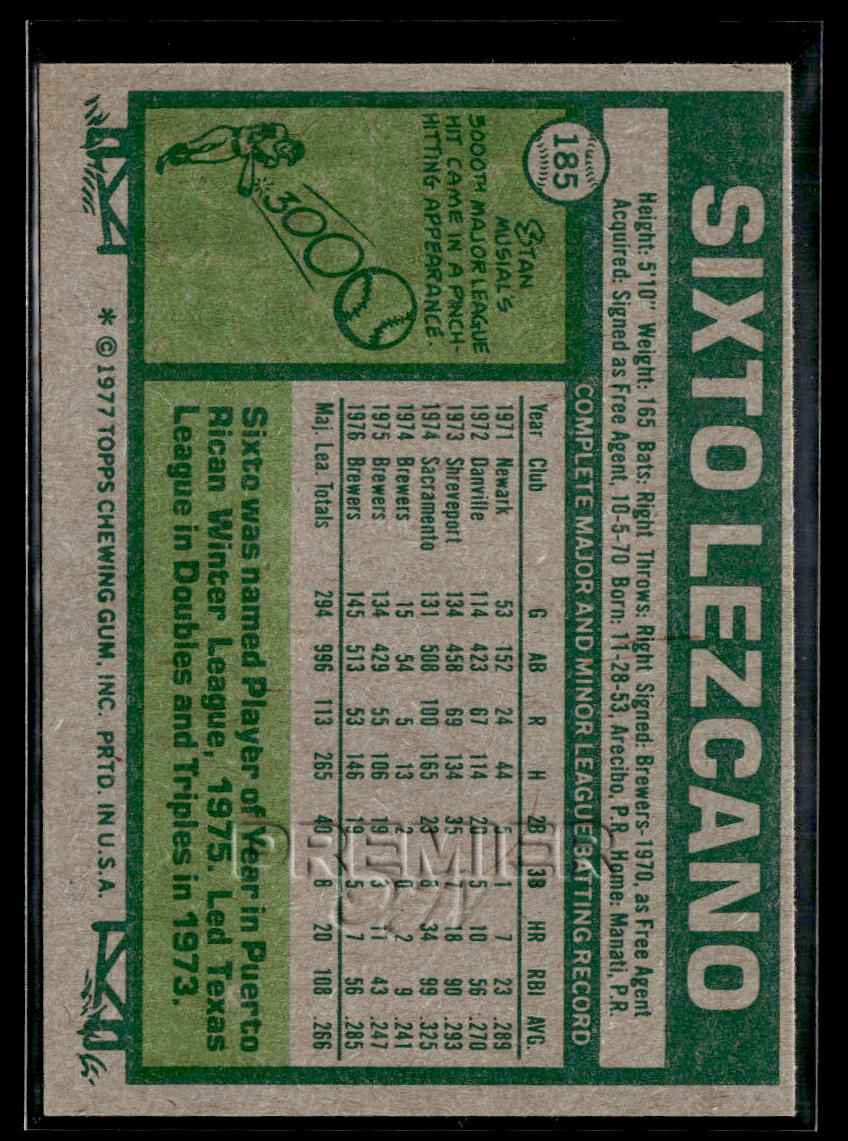 SIXTO LEZCANO
185
Height: 5'10" Weight: 165 Bats: Right Throws: Right Signed: Brewers-1970, as Free Agent
Acquired: Signed as Free Agent, 10-5-70 Born: 11-28-53, Arecibo, P.R. Home: Manati, P.R.
COMPLETE MAJOR AND MINOR LEAGUE BATTING RECORD
Year Club G AB R H 2B 3B HR RBI AVG.
1971 Newark 53 152 24 44 5 1 7 23 .289
1972 Danville 114 423 67 114 20 5 10 56 .270
1973 Shreveport 134 458 69 134 35 7 18 90 .293
1974 Sacramento 131 508 100 165 23 6 34 99 .325
1974 Brewers 15 54 5 13 2 0 2 9 .241
1975 Brewers 134 429 55 106 19 3 11 43 .247
1976 Brewers 145 513 53 146 19 5 7 56 .285
Maj. Lea. Totals 294 996 113 265 40 8 20 108 .266
STAN
MUSIAL'S
3000TH MAJOR LEAGUE
HIT CAME IN A PINCH-
HITTING APPEARANCE.
3000
Sixto was named Player of Year in Puerto
Rican Winter League, 1975. Led Texas
League in Doubles and Triples in 1973.
* © 1977 TOPPS CHEWING GUM, INC. PRTD. IN U.S.A.
PREMIER